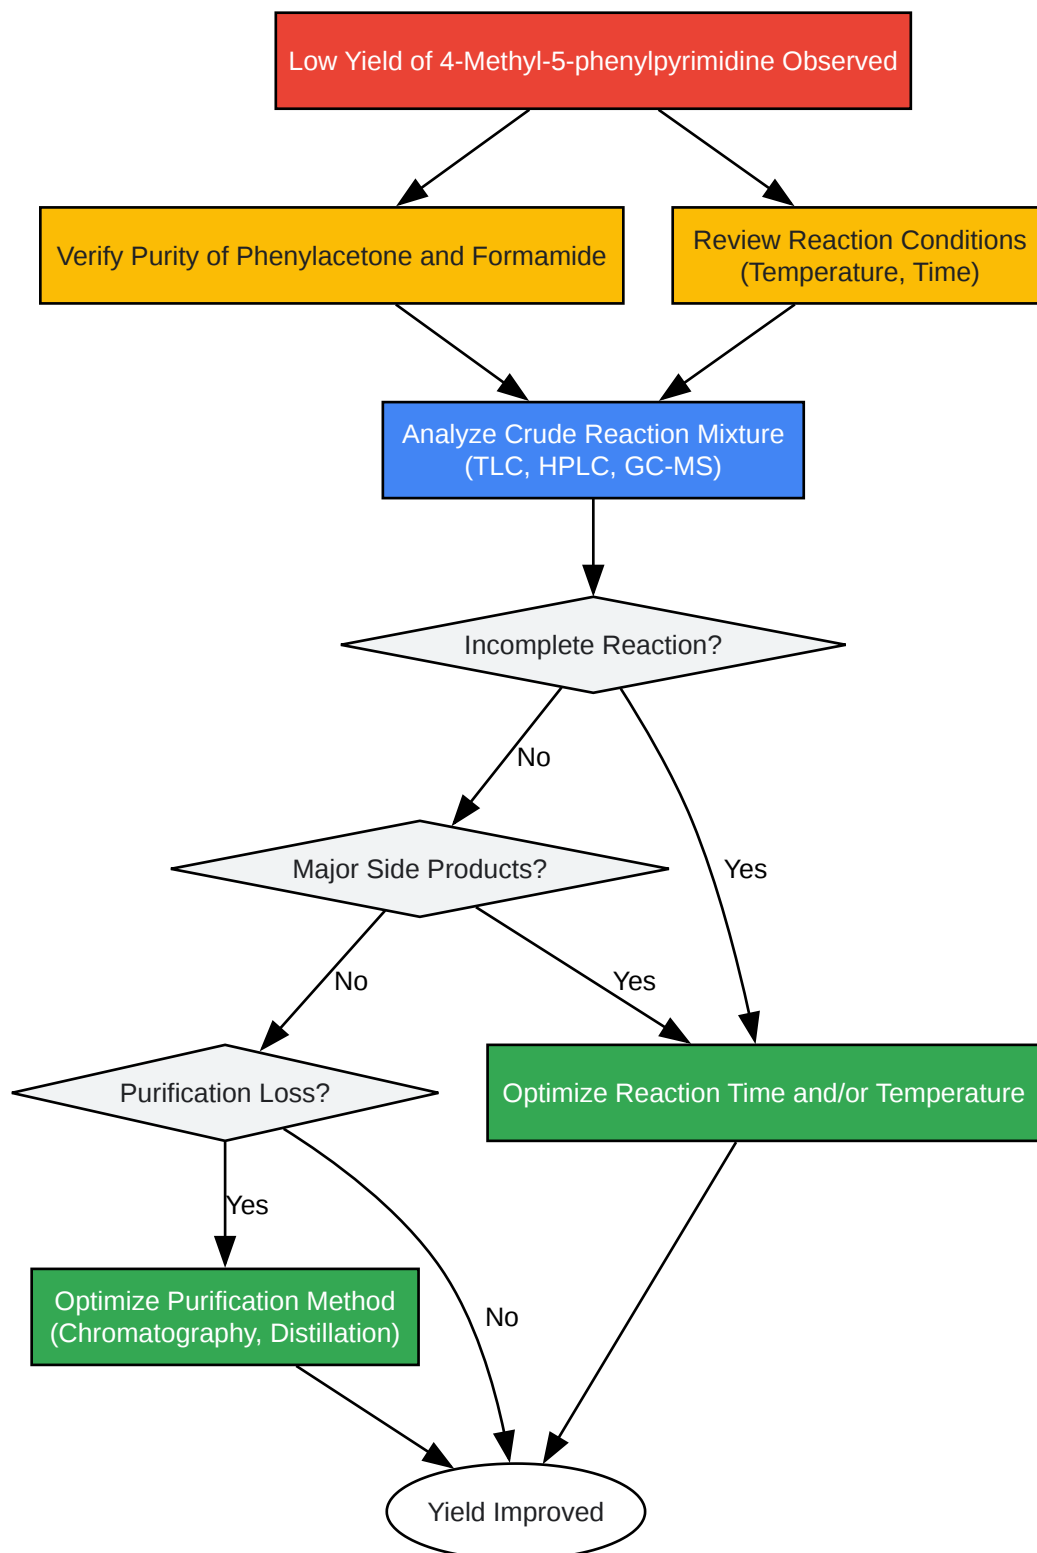 Low Yield of 4-Methyl-5-phenylpyrimidine Observed
Verify Purity of Phenylacetone and Formamide
Review Reaction Conditions
(Temperature, Time)
Analyze Crude Reaction Mixture
(TLC, HPLC, GC-MS)
Incomplete Reaction?
No
Major Side Products?
Yes
No
Yes
Purification Loss?
Optimize Reaction Time and/or Temperature
Yes
Optimize Purification Method
(Chromatography, Distillation)
No
Yield Improved